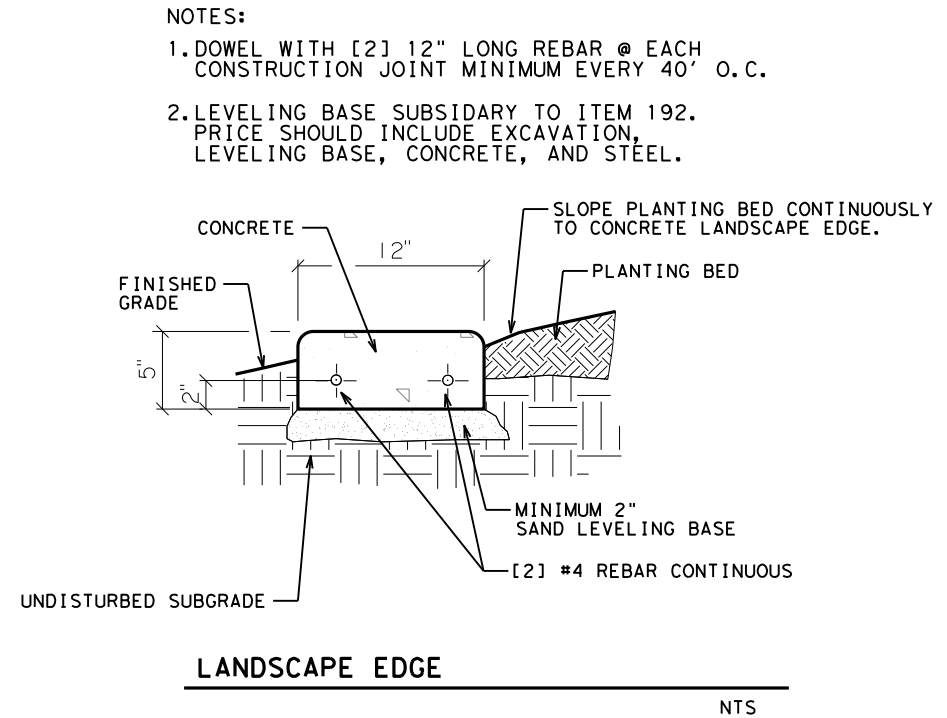 NOTES:
1. DOWEL WITH [2] 12" LONG REBAR @ EACH
CONSTRUCTION JOINT MINIMUM EVERY 40' O.C.
2. LEVELING BASE SUBSIDARY TO ITEM 192.
PRICE SHOULD INCLUDE EXCAVATION,
LEVELING BASE, CONCRETE, AND STEEL.
SLOPE PLANTING BED CONTINUOUSLY
TO CONCRETE LANDSCAPE EDGE.
CONCRETE
12"
PLANTING BED
FINISHED
GRADE
5"
2"
MINIMUM 2"
SAND LEVELING BASE
[2] #4 REBAR CONTINUOUS
UNDISTURBED SUBGRADE
LANDSCAPE EDGE
NTS